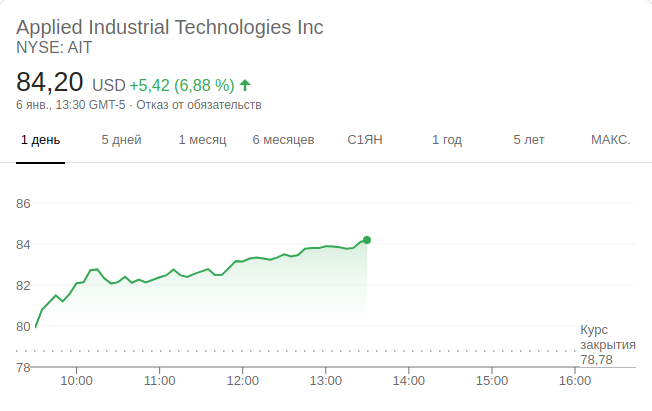 Applied Industrial Technologies Inc
NYSE: AIT
84,20 USD +5,42 (6,88 %)
6 янв., 13:30 GMT-5 · Отказ от обязательств
1 день 5 дней 1 месяц 6 месяцев С1ЯН 1 год 5 лет МАКС.
86
84
82
80
78
Курс
закрытия
78,78
10:00 11:00 12:00 13:00 14:00 15:00 16:00